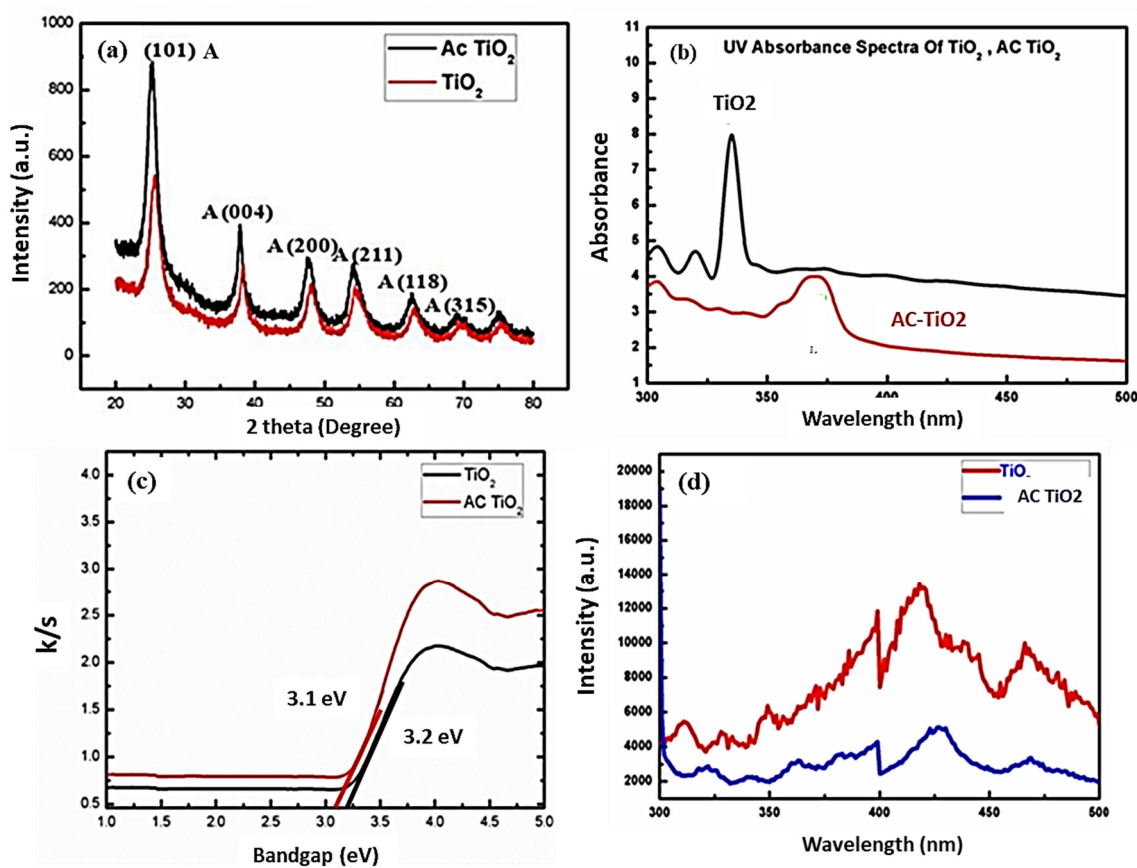 (a)
(101) A
Ac TiO2
TiO2
A (004)
A (200)
A (211)
A (118)
A (315)
1000
800
600
400
200
0
Intensity (a.u.)
20 30 40 50 60 70 80
2 theta (Degree)
(b)
UV Absorbance Spectra Of TiO2 , AC TiO2
TiO2
AC-TiO2
11
10
9
8
7
6
5
4
3
2
1
Absorbance
300 350 400 450 500
Wavelength (nm)
(c)
TiO2
AC TiO2
3.1 eV
3.2 eV
4.0
3.5
3.0
2.5
2.0
1.5
1.0
0.5
k/s
1.0 1.5 2.0 2.5 3.0 3.5 4.0 4.5 5.0
Bandgap (eV)
(d)
TiO
AC TiO2
20000
18000
16000
14000
12000
10000
8000
6000
4000
2000
Intensity (a.u.)
300 350 400 450 500
Wavelength (nm)